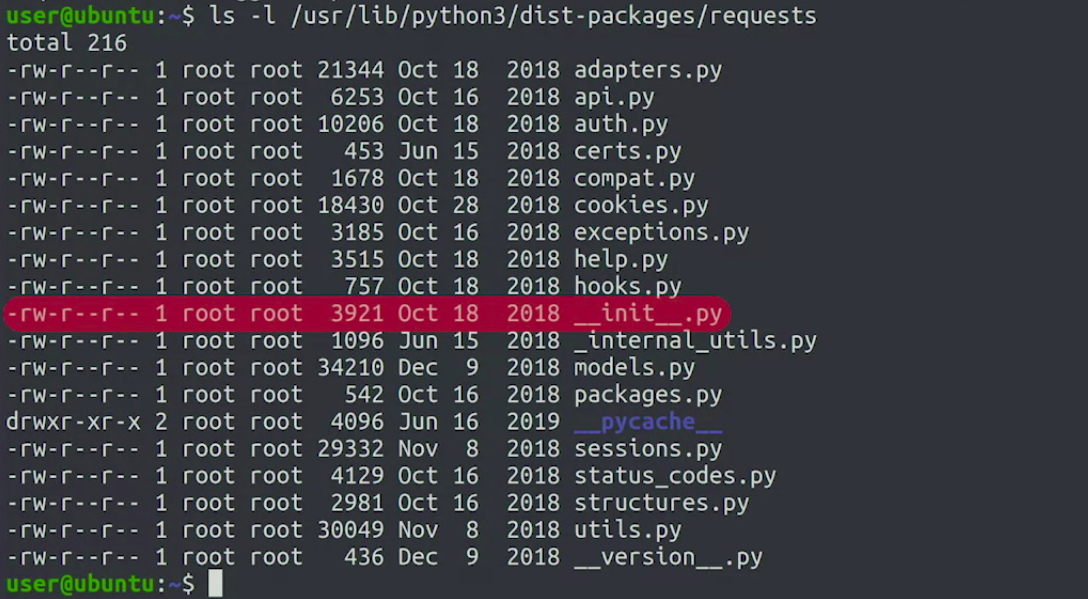 user@ubuntu:~$ ls -l /usr/lib/python3/dist-packages/requests
total 216
-rw-r--r-- 1 root root 21344 Oct 18  2018 adapters.py
-rw-r--r-- 1 root root  6253 Oct 16  2018 api.py
-rw-r--r-- 1 root root 10206 Oct 18  2018 auth.py
-rw-r--r-- 1 root root   453 Jun 15  2018 certs.py
-rw-r--r-- 1 root root  1678 Oct 18  2018 compat.py
-rw-r--r-- 1 root root 18430 Oct 28  2018 cookies.py
-rw-r--r-- 1 root root  3185 Oct 16  2018 exceptions.py
-rw-r--r-- 1 root root  3515 Oct 18  2018 help.py
-rw-r--r-- 1 root root   757 Oct 18  2018 hooks.py
-rw-r--r-- 1 root root  3921 Oct 18  2018 __init__.py
-rw-r--r-- 1 root root  1096 Jun 15  2018 _internal_utils.py
-rw-r--r-- 1 root root 34210 Dec  9  2018 models.py
-rw-r--r-- 1 root root   542 Oct 16  2018 packages.py
drwxr-xr-x 2 root root  4096 Jun 16  2019 __pycache__
-rw-r--r-- 1 root root 29332 Nov  8  2018 sessions.py
-rw-r--r-- 1 root root  4129 Oct 16  2018 status_codes.py
-rw-r--r-- 1 root root  2981 Oct 16  2018 structures.py
-rw-r--r-- 1 root root 30049 Nov  8  2018 utils.py
-rw-r--r-- 1 root root   436 Dec  9  2018 __version__.py
user@ubuntu:~$